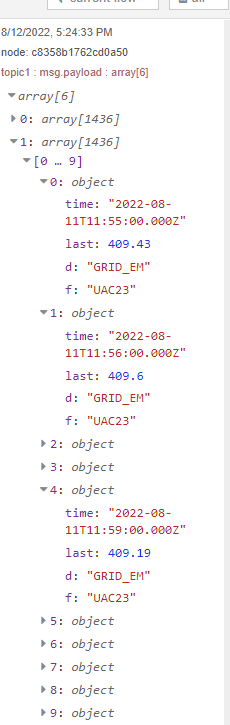 current flow
all
8/12/2022, 5:24:33 PM
node: c8358b1762cd0a50
topic1 : msg.payload : array[6]
array[6]
0: array[1436]
1: array[1436]
[0 … 9]
0: object
time: "2022-08-
11T11:55:00.000Z"
last: 409.43
d: "GRID_EM"
f: "UAC23"
1: object
time: "2022-08-
11T11:56:00.000Z"
last: 409.6
d: "GRID_EM"
f: "UAC23"
2: object
3: object
4: object
time: "2022-08-
11T11:59:00.000Z"
last: 409.19
d: "GRID_EM"
f: "UAC23"
5: object
6: object
7: object
8: object
9: object